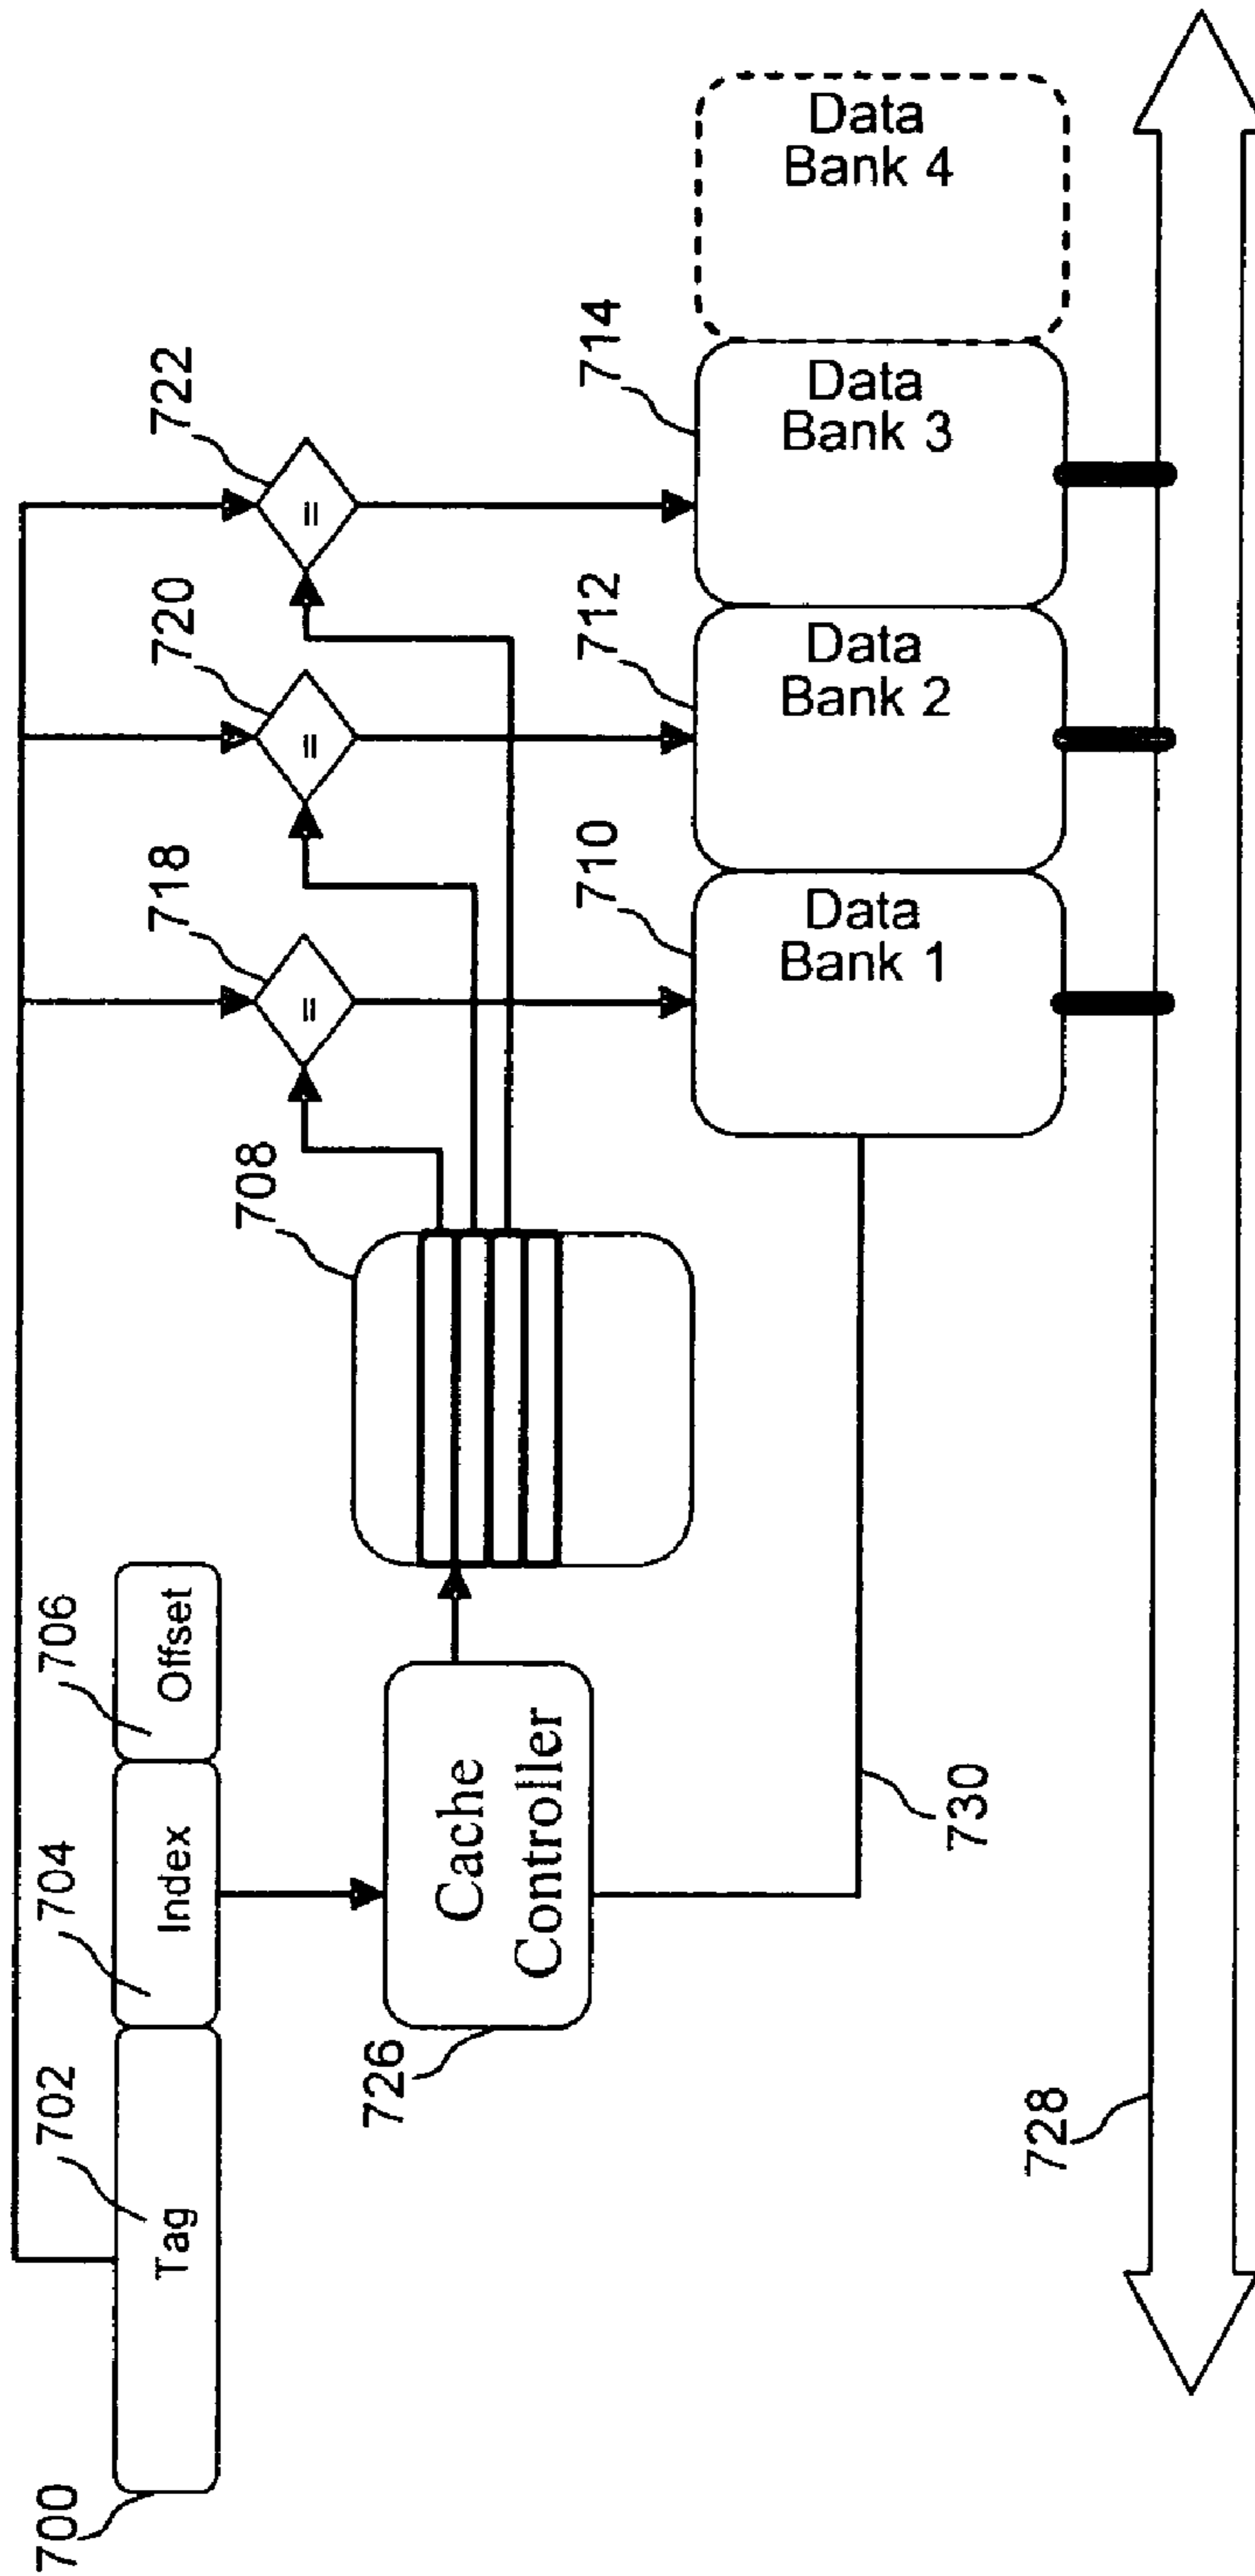 700
702
704
706
Tag
Index
Offset
718
720
722
=
=
=
708
726
Cache
Controller
710
712
714
Data
Bank 1
Data
Bank 2
Data
Bank 3
Data
Bank 4
730
728